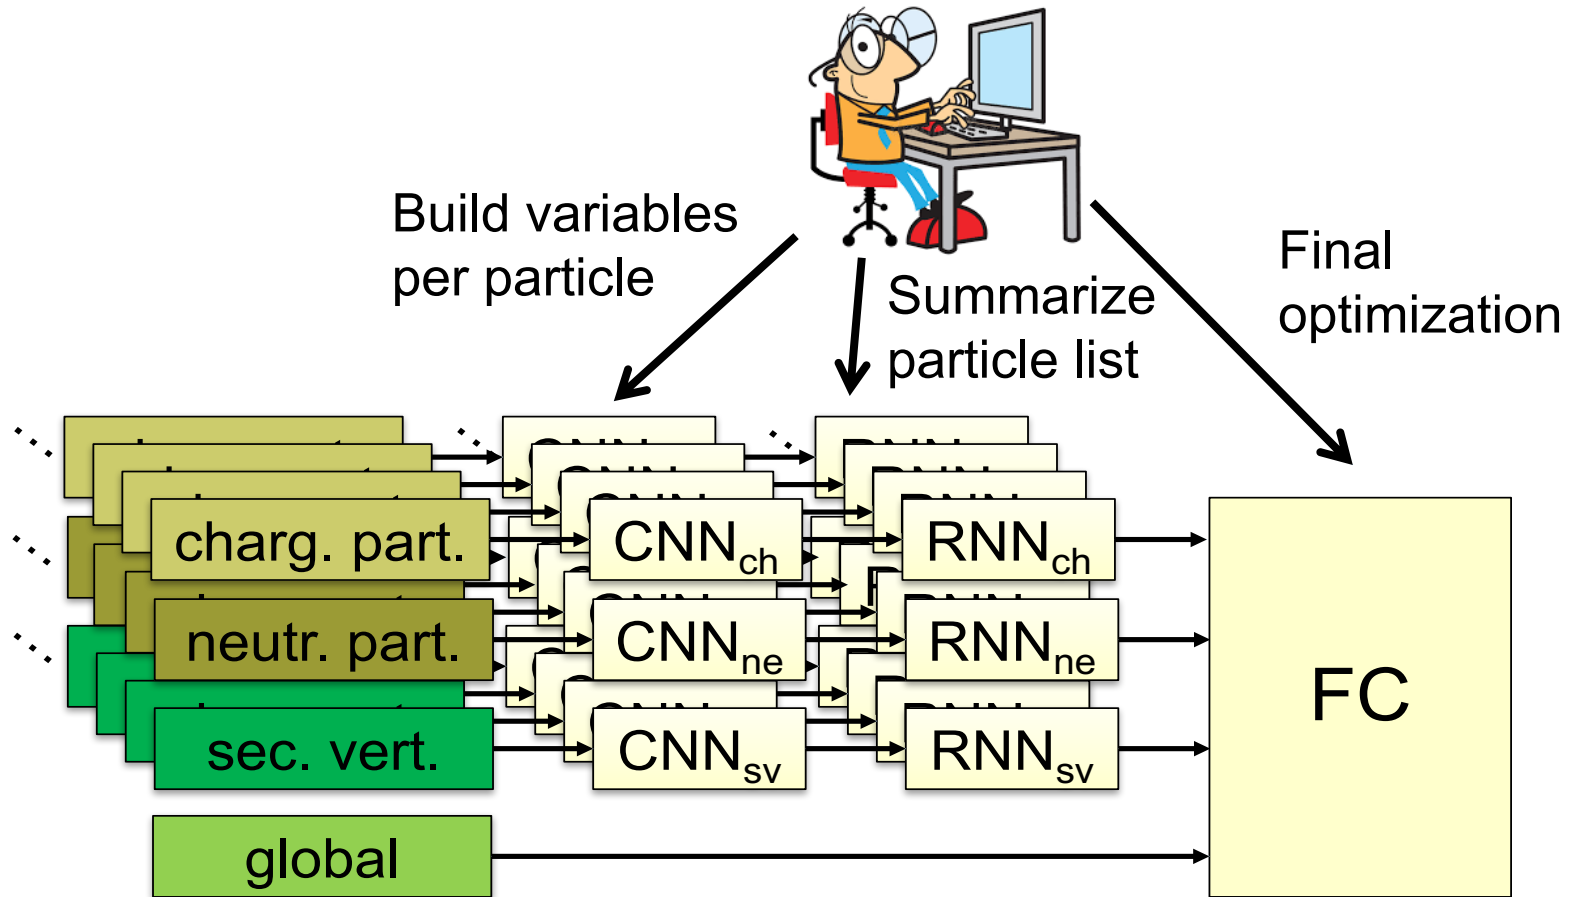 Build variables
per particle
Summarize
particle list
Final
optimization
charg. part.
CNNch
RNNch
neutr. part.
CNNne
RNNne
sec. vert.
CNNsv
RNNsv
global
FC